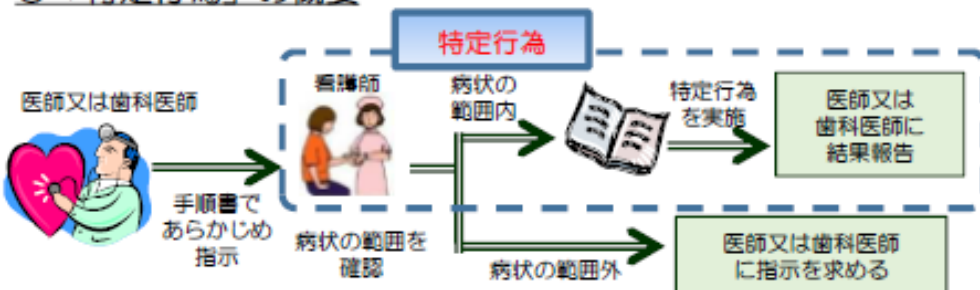 特定行為
医師又は歯科医師
手順書で
あらかじめ
指示
看護師
病状の範囲を
確認
病状の
範囲内
特定行為
を実施
医師又は
歯科医師に
結果報告
病状の範囲外
医師又は歯科医師
に指示を求める